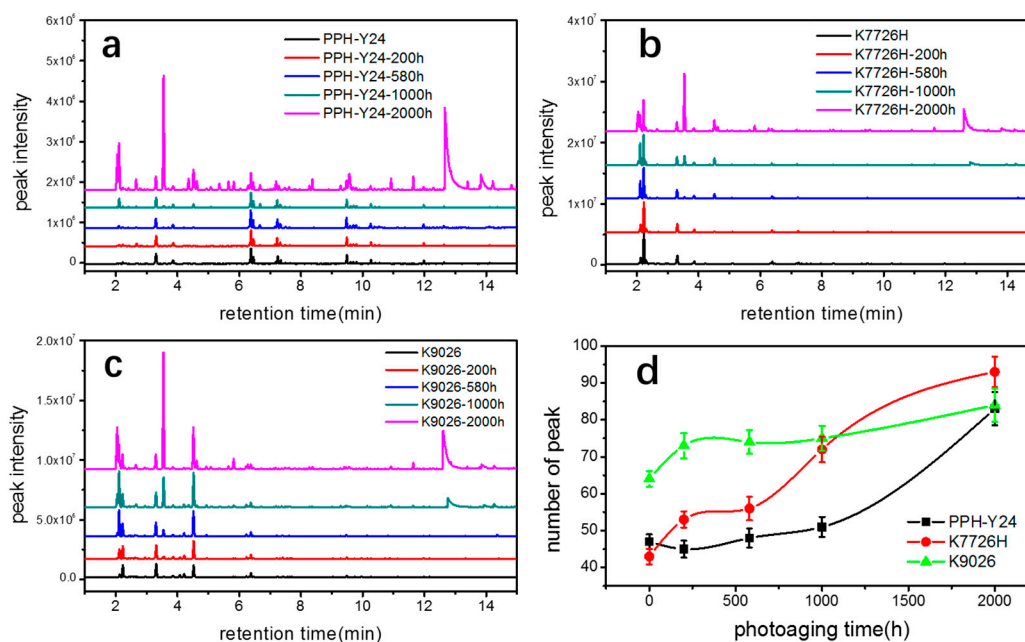 a
PPH-Y24
PPH-Y24-200h
PPH-Y24-580h
PPH-Y24-1000h
PPH-Y24-2000h
6x10⁶
5x10⁶
4x10⁶
3x10⁶
2x10⁶
1x10⁶
0
peak intensity
2 4 6 8 10 12 14
retention time(min)
b
K7726H
K7726H-200h
K7726H-580h
K7726H-1000h
K7726H-2000h
4x10⁷
3x10⁷
2x10⁷
1x10⁷
0
peak intensity
2 4 6 8 10 12 14
retention time(min)
c
K9026
K9026-200h
K9026-580h
K9026-1000h
K9026-2000h
2.0x10⁷
1.5x10⁷
1.0x10⁷
5.0x10⁶
0.0
peak intensity
2 4 6 8 10 12 14
retention time(min)
d
100
90
80
70
60
50
40
number of peak
PPH-Y24
K7726H
K9026
0 500 1000 1500 2000
photoaging time(h)